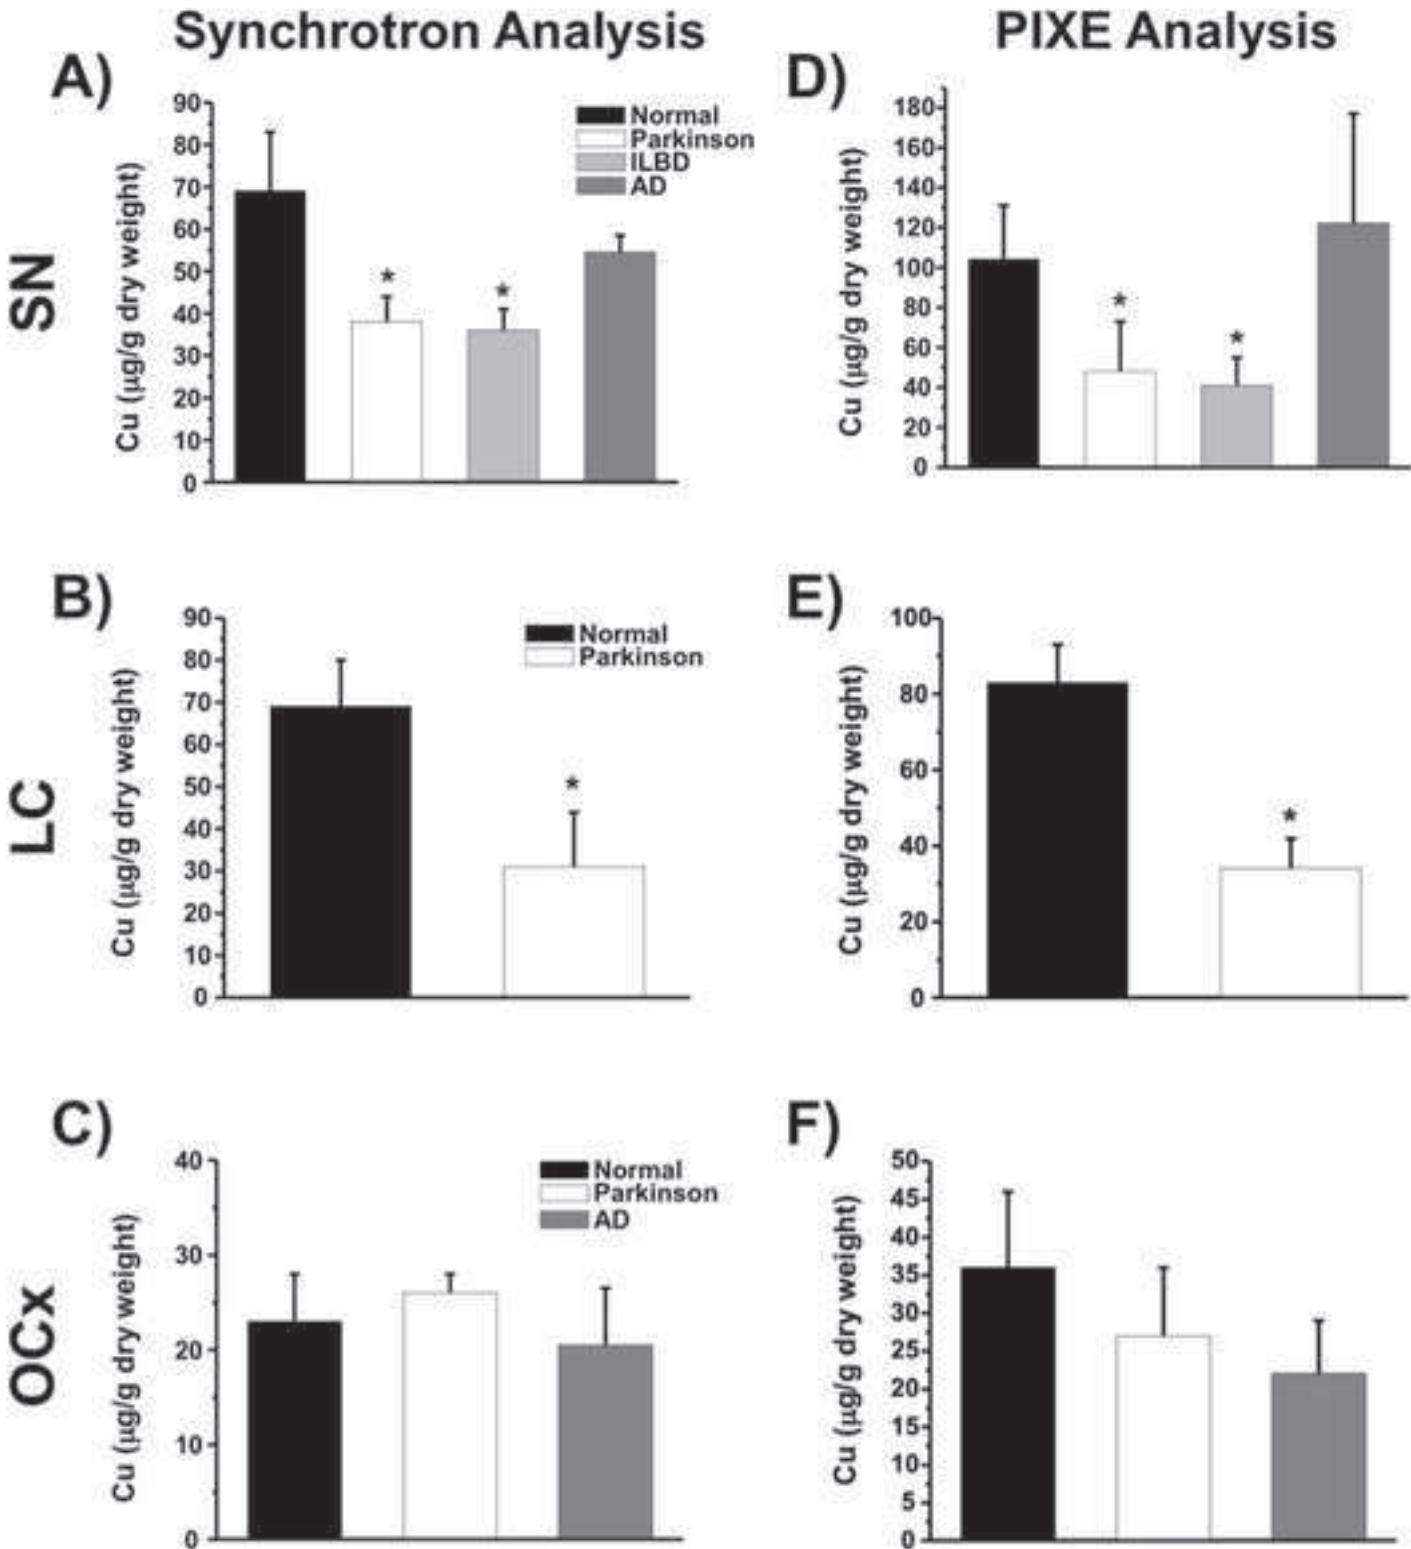 Synchrotron Analysis
PIXE Analysis
SN
A)
Cu (μg/g dry weight)
90
80
70
60
50
40
30
20
10
0
Normal
Parkinson
ILBD
AD
*
*
D)
Cu (μg/g dry weight)
180
160
140
120
100
80
60
40
20
0
*
*
LC
B)
Cu (μg/g dry weight)
90
80
70
60
50
40
30
20
10
0
Normal
Parkinson
*
E)
Cu (μg/g dry weight)
100
80
60
40
20
0
*
OCx
C)
Cu (μg/g dry weight)
40
30
20
10
0
Normal
Parkinson
AD
F)
Cu (μg/g dry weight)
50
45
40
35
30
25
20
15
10
5
0